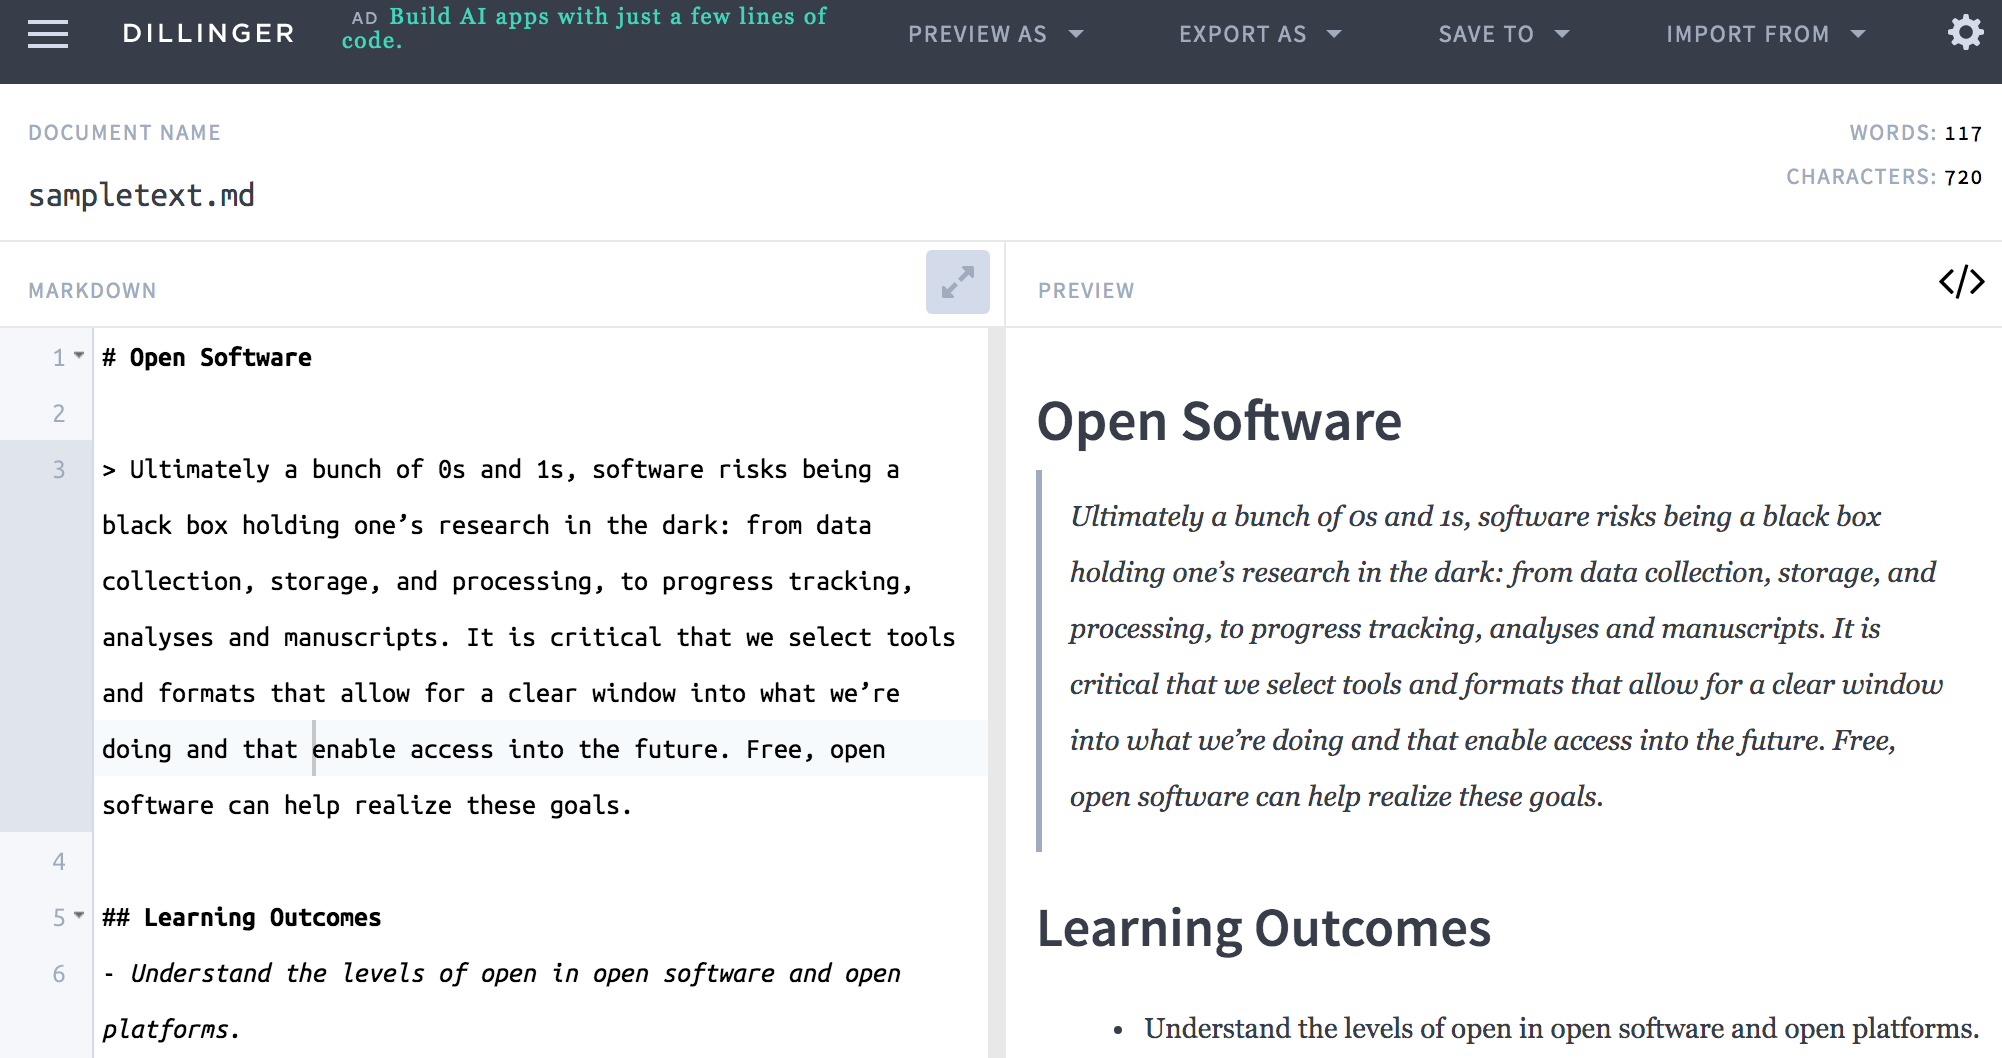 DILLINGER
AD Build AI apps with just a few lines of
code.
PREVIEW AS
EXPORT AS
SAVE TO
IMPORT FROM
DOCUMENT NAME
sampletext.md
WORDS: 117
CHARACTERS: 720
MARKDOWN
1 # Open Software
2
3 > Ultimately a bunch of 0s and 1s, software risks being a
black box holding one’s research in the dark: from data
collection, storage, and processing, to progress tracking,
analyses and manuscripts. It is critical that we select tools
and formats that allow for a clear window into what we’re
doing and that enable access into the future. Free, open
software can help realize these goals.
4
5 ## Learning Outcomes
6 - Understand the levels of open in open software and open
platforms.
PREVIEW
</>
Open Software
Ultimately a bunch of 0s and 1s, software risks being a black box
holding one’s research in the dark: from data collection, storage, and
processing, to progress tracking, analyses and manuscripts. It is
critical that we select tools and formats that allow for a clear window
into what we’re doing and that enable access into the future. Free,
open software can help realize these goals.
Learning Outcomes
• Understand the levels of open in open software and open platforms.